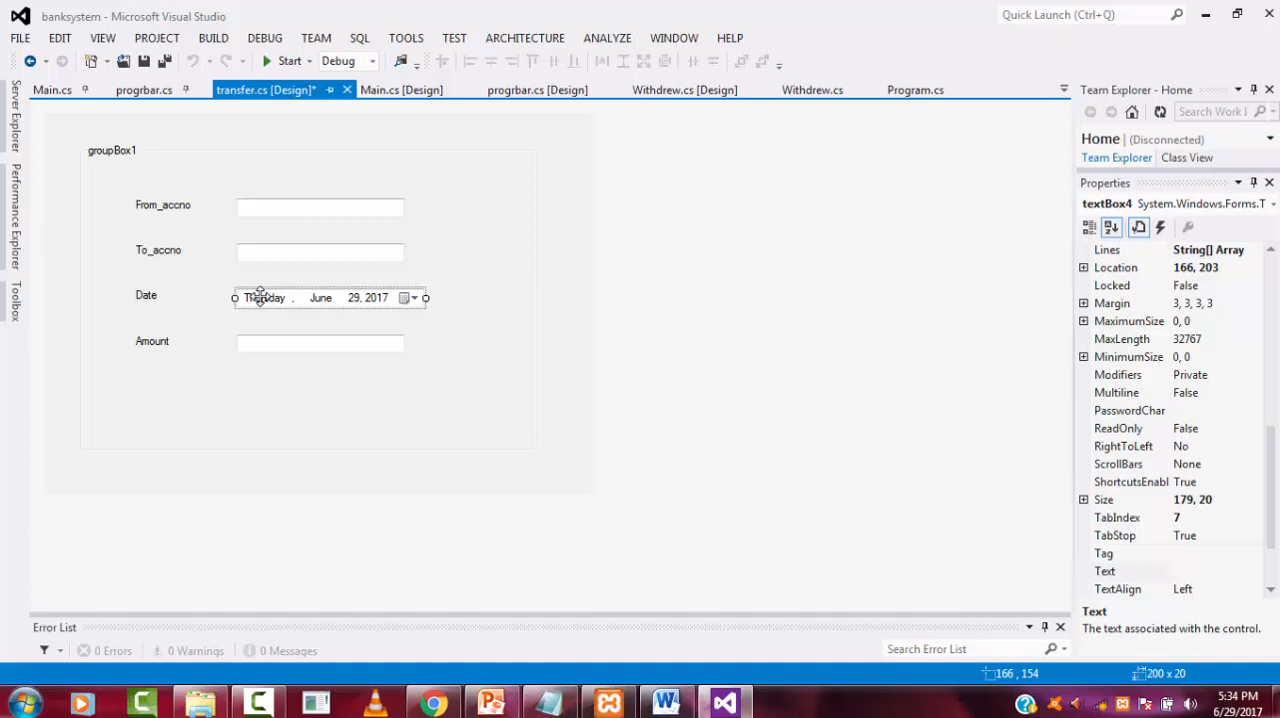 banksystem - Microsoft Visual Studio
Quick Launch (Ctrl+Q)
FILE EDIT VIEW PROJECT BUILD DEBUG TEAM SQL TOOLS TEST ARCHITECTURE ANALYZE WINDOW HELP
Start Debug
Main.cs progrbar.cs transfer.cs [Design]* Main.cs [Design] progrbar.cs [Design] Withdrew.cs [Design] Withdrew.cs Program.cs
Server Explorer
Performance Explorer
Toolbox
groupBox1
From_accno
To_accno
Date
Thursday , June 29, 2017
Amount
Team Explorer - Home
Search Work I
Home | (Disconnected)
Team Explorer Class View
Properties
textBox4 System.Windows.Forms.T
Lines String[] Array
Location 166, 203
Locked False
Margin 3, 3, 3, 3
MaximumSize 0, 0
MaxLength 32767
MinimumSize 0, 0
Modifiers Private
Multiline False
PasswordChar
ReadOnly False
RightToLeft No
ScrollBars None
ShortcutsEnabl True
Size 179, 20
TabIndex 7
TabStop True
Tag
Text
TextAlign Left
Text
The text associated with the control.
Error List
0 Errors 0 Warnings 0 Messages
Search Error List
166 , 154 200 x 20
5:34 PM
6/29/2017